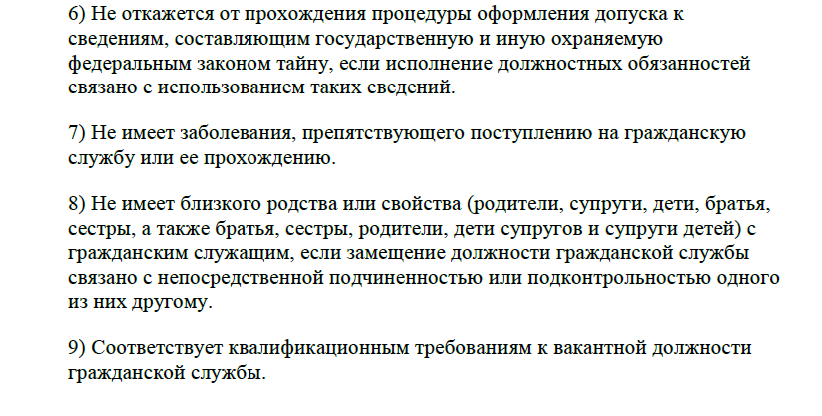 6) Не откажется от прохождения процедуры оформления допуска к
сведениям, составляющим государственную и иную охраняемую
федеральным законом тайну, если исполнение должностных обязанностей
связано с использованием таких сведений.
7) Не имеет заболевания, препятствующего поступлению на гражданскую
службу или ее прохождению.
8) Не имеет близкого родства или свойства (родители, супруги, дети, братья,
сестры, а также братья, сестры, родители, дети супругов и супруги детей) с
гражданским служащим, если замещение должности гражданской службы
связано с непосредственной подчиненностью или подконтрольностью одного
из них другому.
9) Соответствует квалификационным требованиям к вакантной должности
гражданской службы.